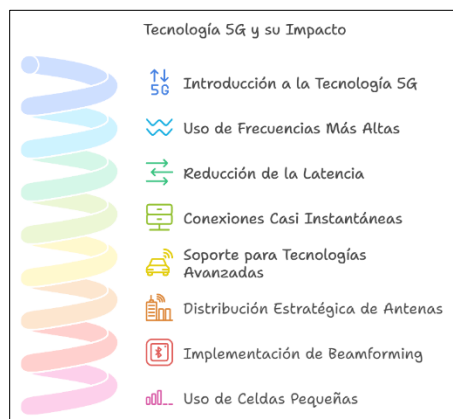 Tecnología 5G y su Impacto
5G
Introducción a la Tecnología 5G
Uso de Frecuencias Más Altas
Reducción de la Latencia
Conexiones Casi Instantáneas
Soporte para Tecnologías
Avanzadas
Distribución Estratégica de Antenas
Implementación de Beamforming
Uso de Celdas Pequeñas